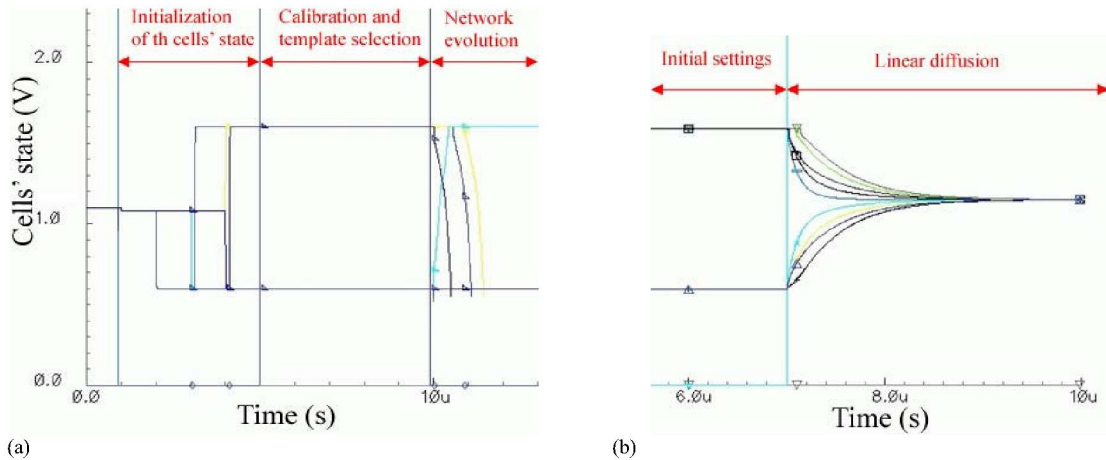 Initialization
of th cells' state
Calibration and
template selection
Network
evolution
2.0
1.0
0.0
Cells' state (V)
0.0
10u
Time (s)
(a)
Initial settings
Linear diffusion
6.0u
8.0u
10u
Time (s)
(b)